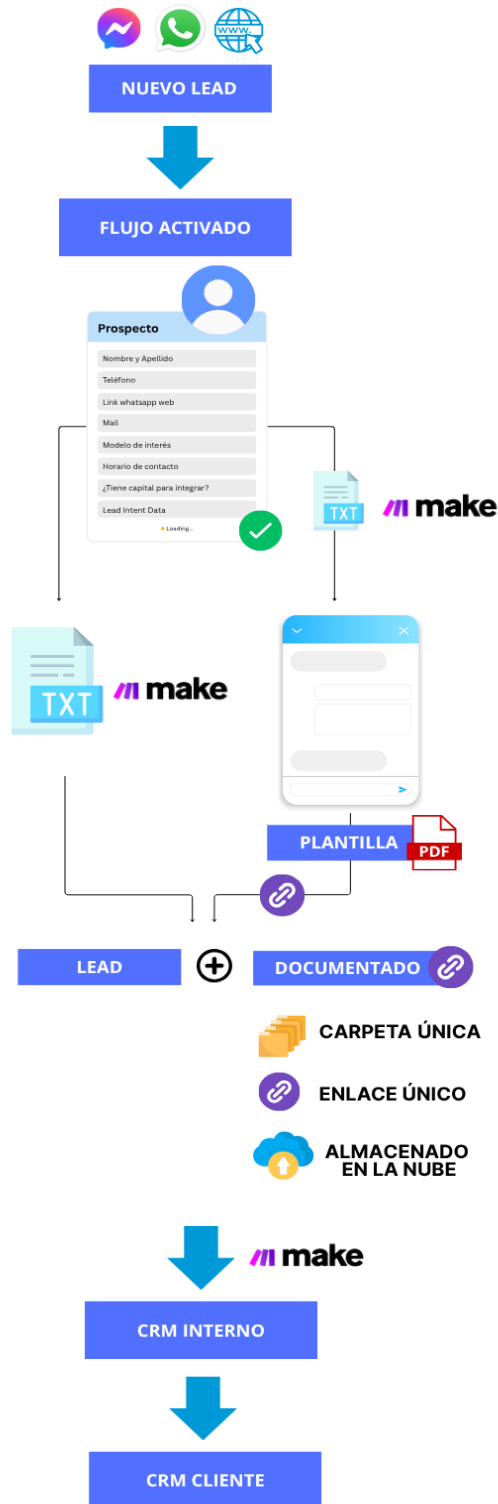 WWW.
NUEVO LEAD
FLUJO ACTIVADO
Prospecto
Nombre y Apellido
Teléfono
Link whatsapp web
Mail
Modelo de interés
Horario de contacto
¿Tiene capital para integrar?
Lead Intent Data
Loading...
TXT
make
TXT
make
PLANTILLA
PDF
LEAD
DOCUMENTADO
CARPETA ÚNICA
ENLACE ÚNICO
ALMACENADO
EN LA NUBE
make
CRM INTERNO
CRM CLIENTE